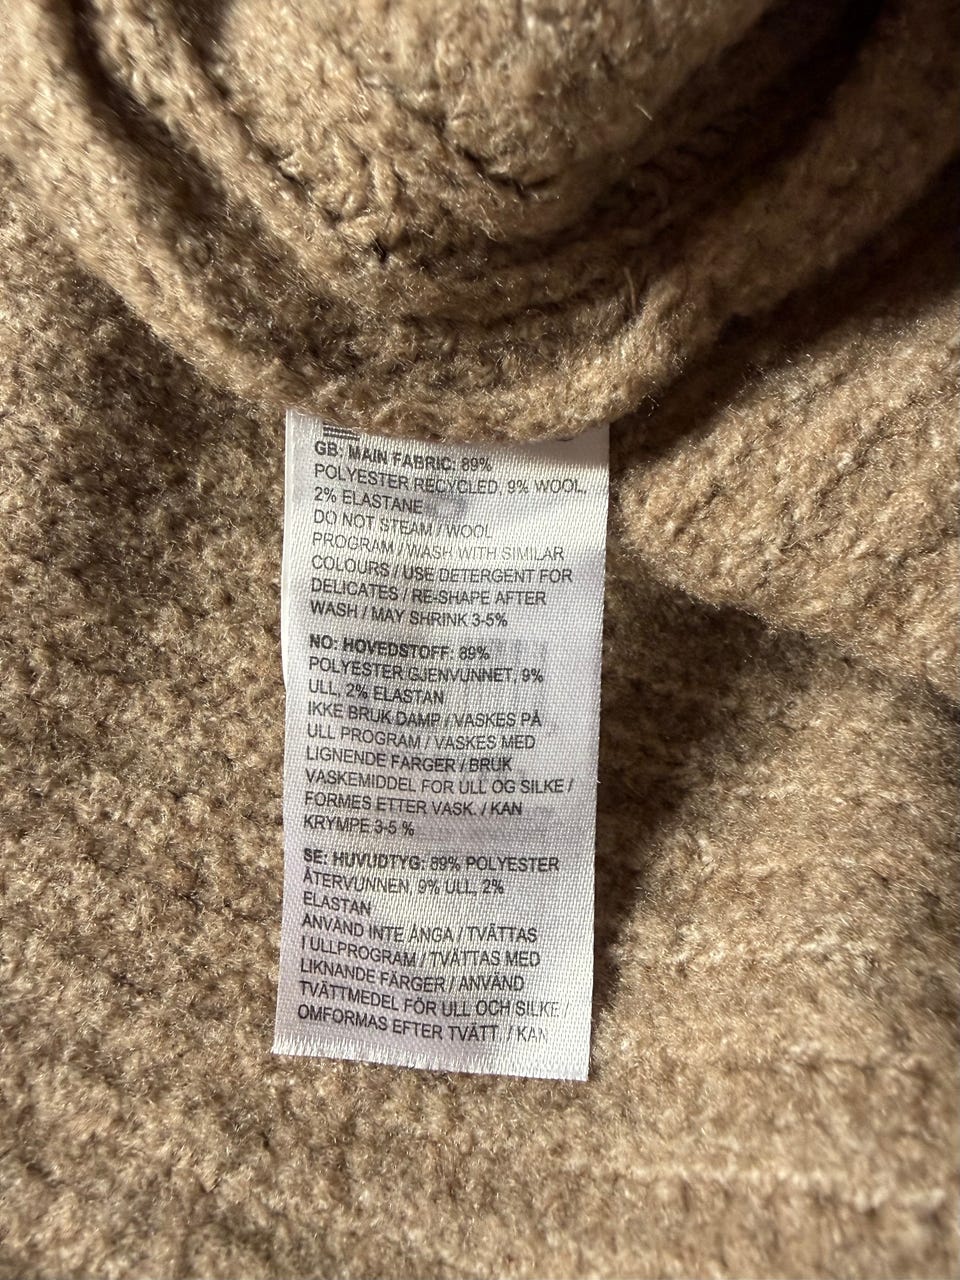 GB: MAIN FABRIC: 89%
POLYESTER RECYCLED, 9% WOOL,
2% ELASTANE
DO NOT STEAM / WOOL
PROGRAM / WASH WITH SIMILAR
COLOURS / USE DETERGENT FOR
DELICATES / RE-SHAPE AFTER
WASH / MAY SHRINK 3-5%
NO: HOVEDSTOFF: 89%
POLYESTER GJENVUNNET, 9%
ULL, 2% ELASTAN
IKKE BRUK DAMP / VASKES PÅ
ULL PROGRAM / VASKES MED
LIGNENDE FARGER / BRUK
VASKEMIDDEL FOR ULL OG SILKE /
FORMES ETTER VASK. / KAN
KRYMPE 3-5 %
SE: HUVUDTYG: 89% POLYESTER
ÅTERVUNNEN, 9% ULL, 2%
ELASTAN
ANVÄND INTE ÅNGA / TVÄTTAS
I ULLPROGRAM / TVÄTTAS MED
LIKNANDE FÄRGER / ANVÄND
TVÄTTMEDEL FÖR ULL OCH SILKE /
OMFORMAS EFTER TVÄTT. / KAN